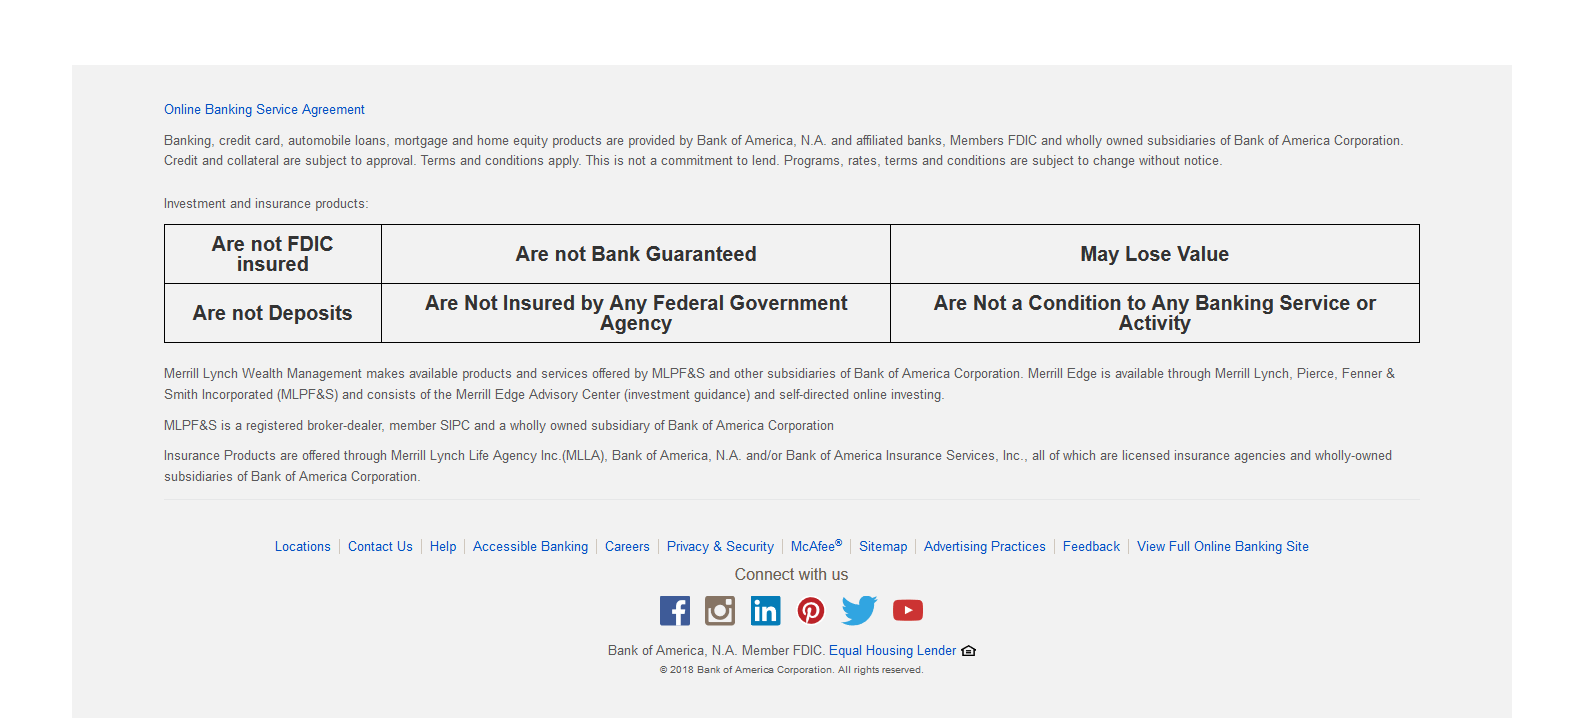 Online Banking Service Agreement
Banking, credit card, automobile loans, mortgage and home equity products are provided by Bank of America, N.A. and affiliated banks, Members FDIC and wholly owned subsidiaries of Bank of America Corporation.
Credit and collateral are subject to approval. Terms and conditions apply. This is not a commitment to lend. Programs, rates, terms and conditions are subject to change without notice.
Investment and insurance products:
Are not FDIC
insured
Are not Bank Guaranteed
May Lose Value
Are not Deposits
Are Not Insured by Any Federal Government
Agency
Are Not a Condition to Any Banking Service or
Activity
Merrill Lynch Wealth Management makes available products and services offered by MLPF&S and other subsidiaries of Bank of America Corporation. Merrill Edge is available through Merrill Lynch, Pierce, Fenner &
Smith Incorporated (MLPF&S) and consists of the Merrill Edge Advisory Center (investment guidance) and self-directed online investing.
MLPF&S is a registered broker-dealer, member SIPC and a wholly owned subsidiary of Bank of America Corporation
Insurance Products are offered through Merrill Lynch Life Agency Inc.(MLLA), Bank of America, N.A. and/or Bank of America Insurance Services, Inc., all of which are licensed insurance agencies and wholly-owned
subsidiaries of Bank of America Corporation.
Locations Contact Us Help Accessible Banking Careers Privacy & Security McAfee® Sitemap Advertising Practices Feedback View Full Online Banking Site
Connect with us
Bank of America, N.A. Member FDIC. Equal Housing Lender
© 2018 Bank of America Corporation. All rights reserved.